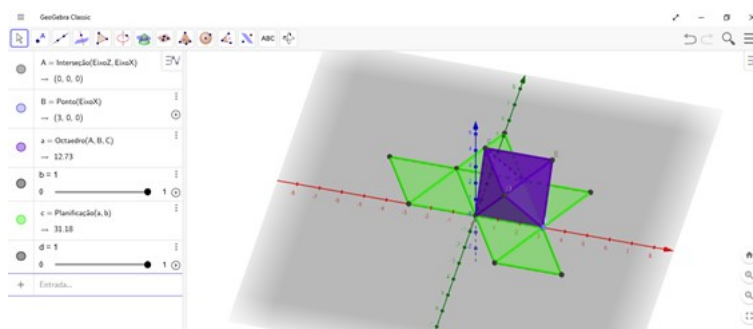 GeoGebra Classic
ABC
A = Interseção(EixoZ, EixoX)
→ (0, 0, 0)
B = Ponto(EixoX)
→ (3, 0, 0)
a = Octaedro(A, B, C)
→ 12.73
b = 1
0 1
c = Planificação(a, b)
→ 31.18
d = 1
0 1
Entrada...